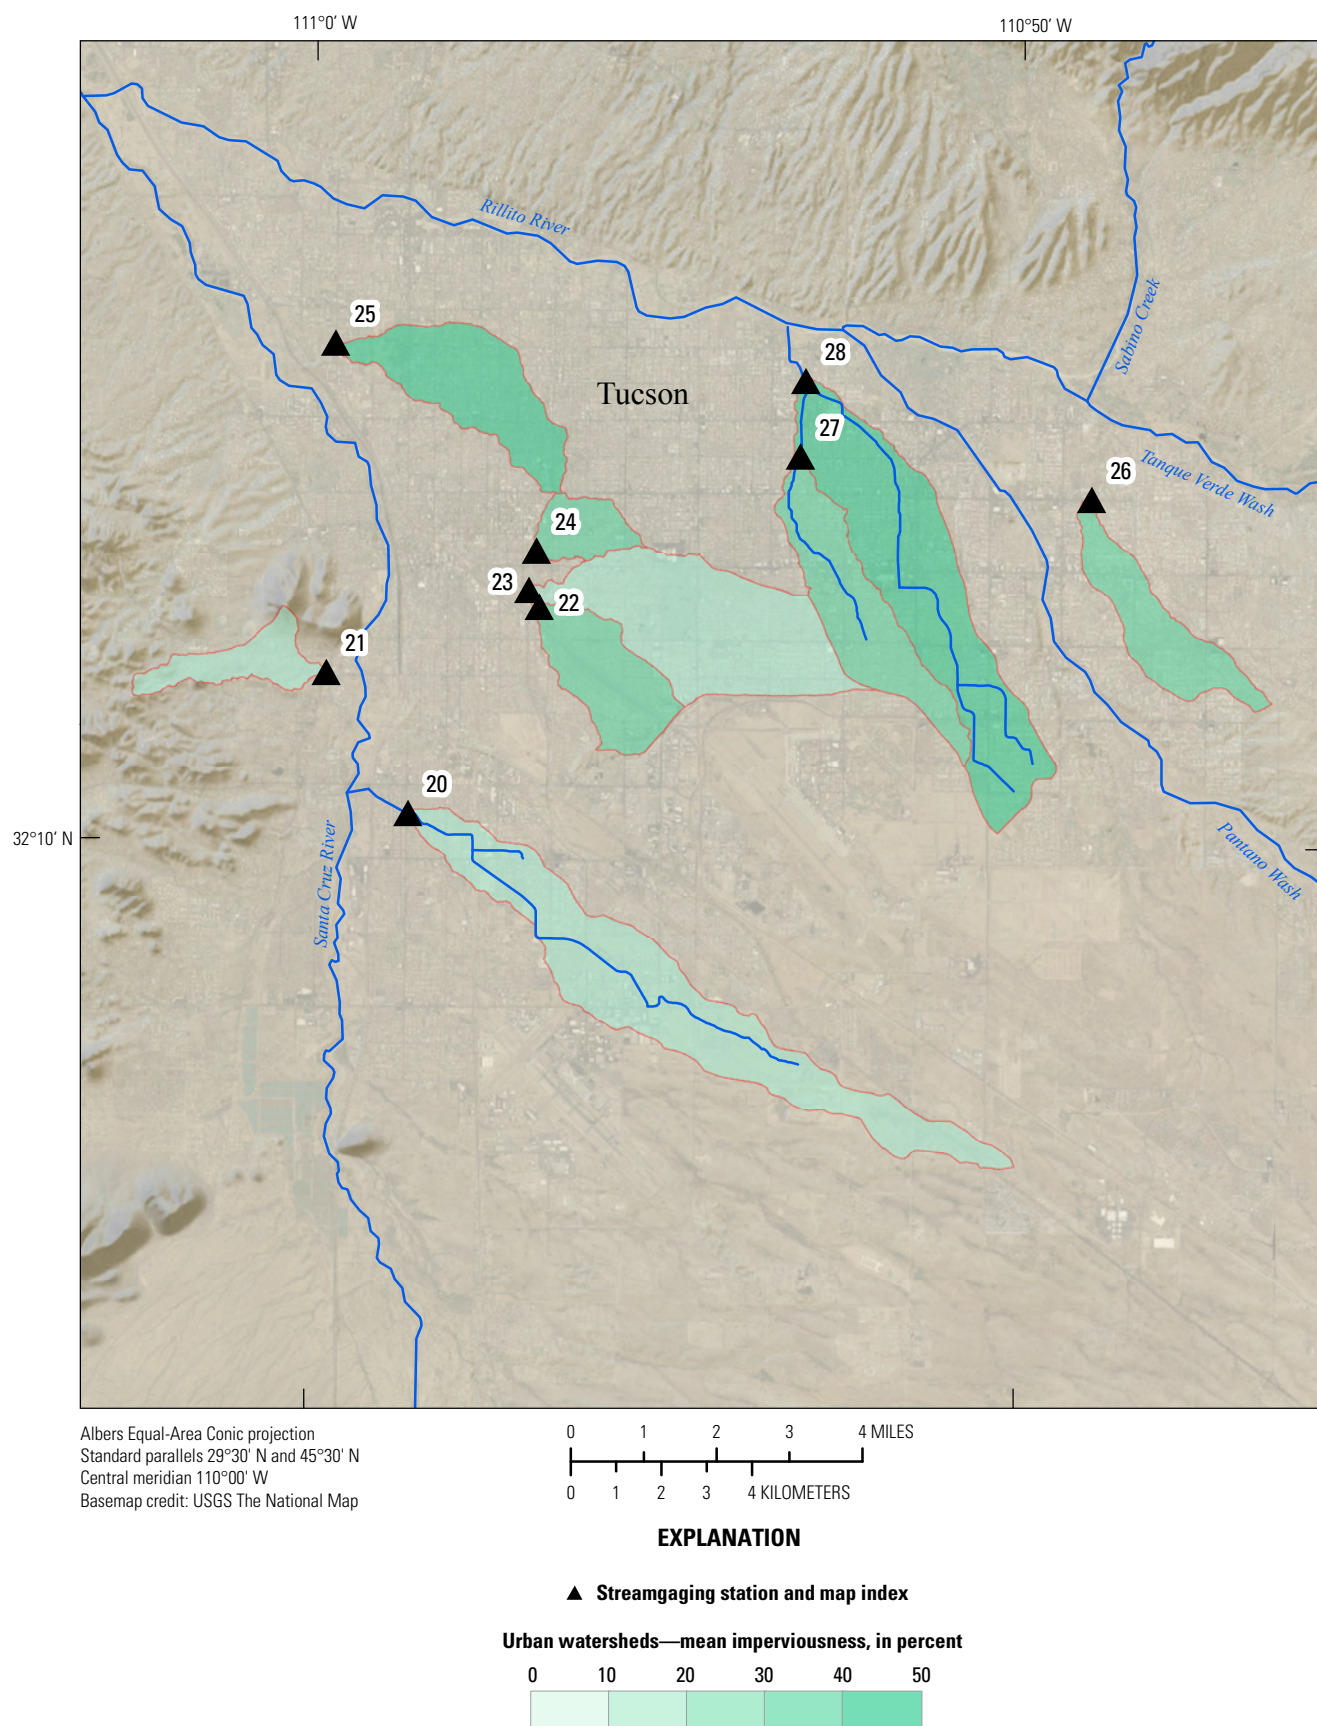 111°0' W
110°50' W
Rillito River
Sabino Creek
25
28
Tucson
27
Tanque Verde Wash
26
24
23
22
21
20
32°10' N
Santa Cruz River
Pantano Wash
Albers Equal-Area Conic projection
Standard parallels 29°30' N and 45°30' N
Central meridian 110°00' W
Basemap credit: USGS The National Map
0 1 2 3 4 MILES
0 1 2 3 4 KILOMETERS
EXPLANATION
Streamgaging station and map index
Urban watersheds—mean imperviousness, in percent
0 10 20 30 40 50